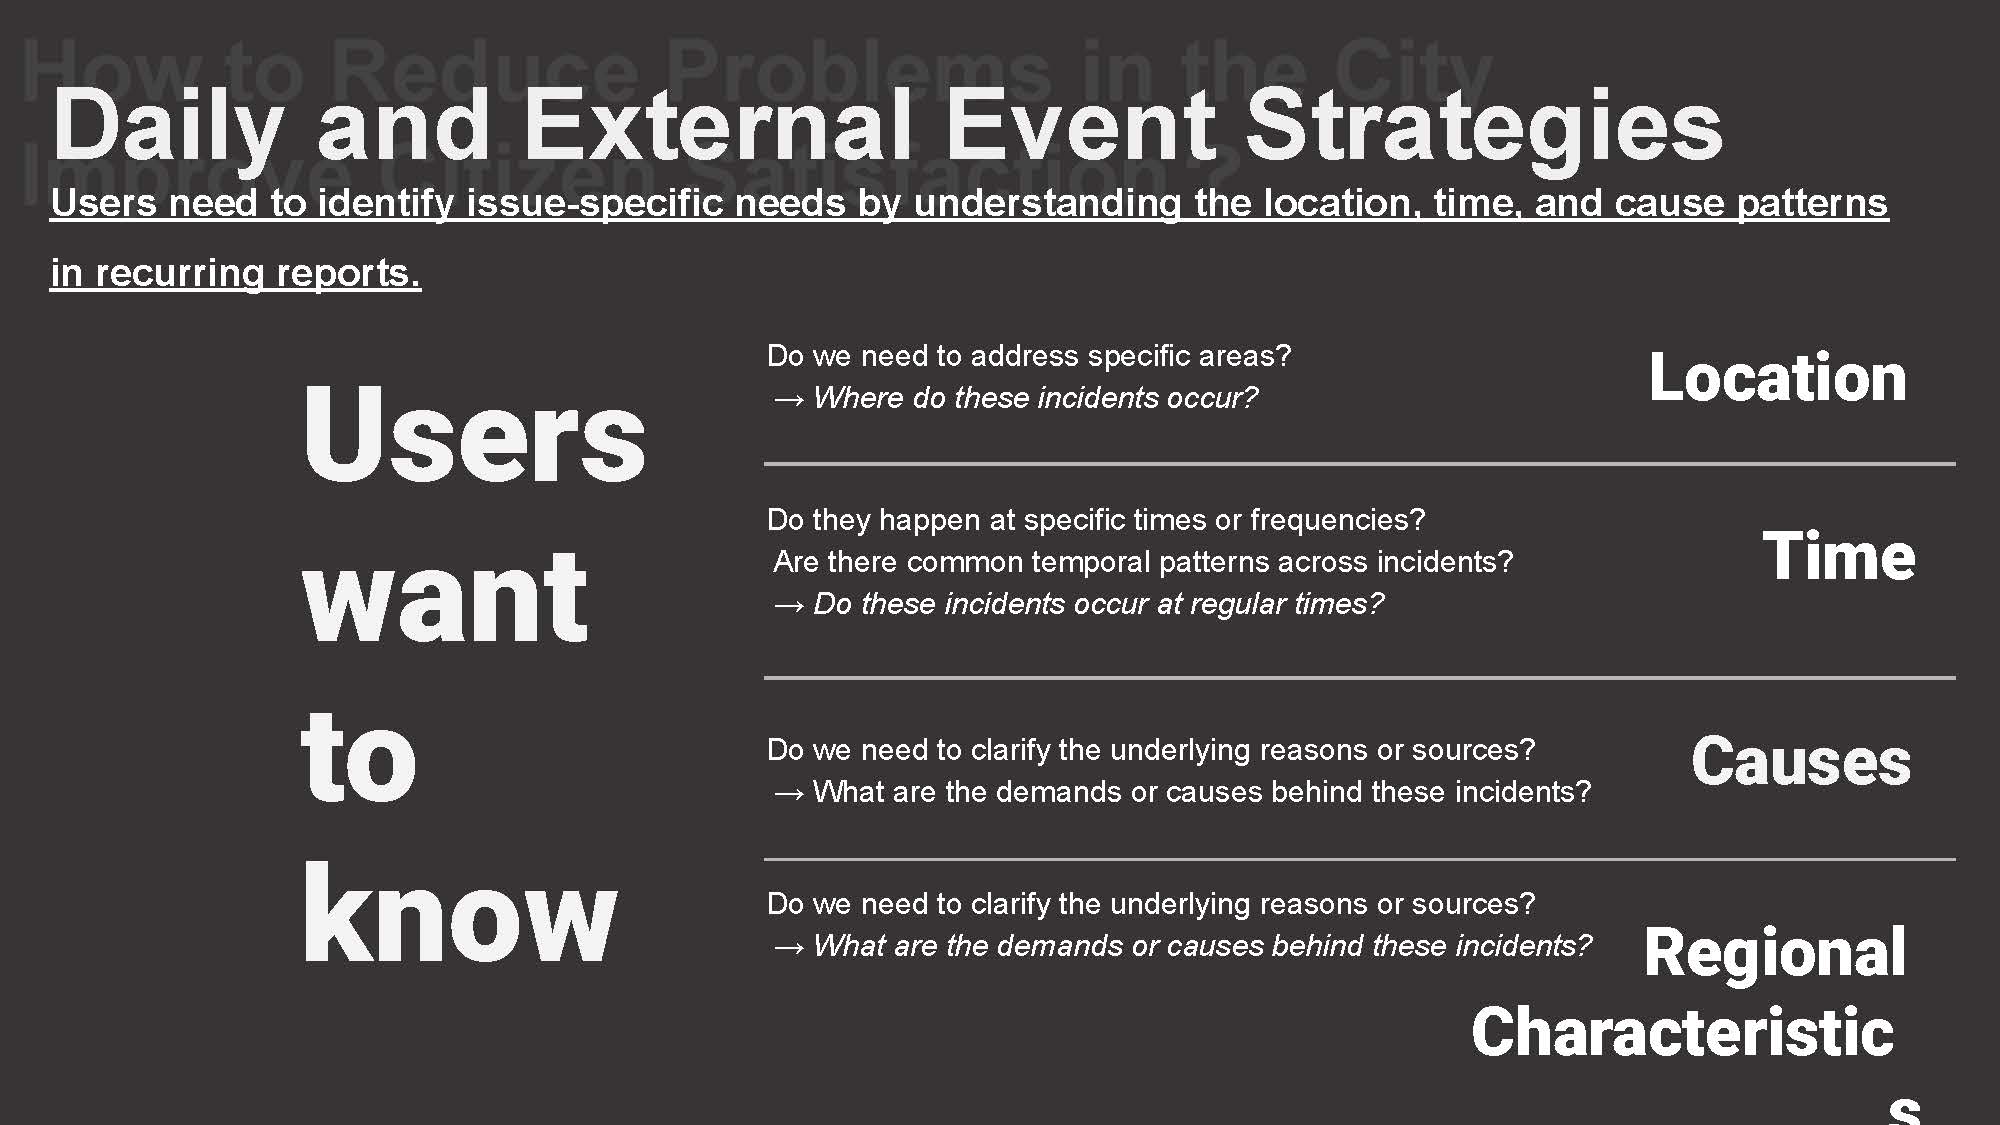 How to Reduce Problems in the City
Daily and External Event Strategies
Improve Citizen Satisfaction ?
Users need to identify issue-specific needs by understanding the location, time, and cause patterns
in recurring reports.
Users
want
to
know
Do we need to address specific areas?
→ Where do these incidents occur?
Location
Do they happen at specific times or frequencies?
Are there common temporal patterns across incidents?
→ Do these incidents occur at regular times?
Time
Do we need to clarify the underlying reasons or sources?
→ What are the demands or causes behind these incidents?
Causes
Do we need to clarify the underlying reasons or sources?
→ What are the demands or causes behind these incidents?
Regional
Characteristic
s